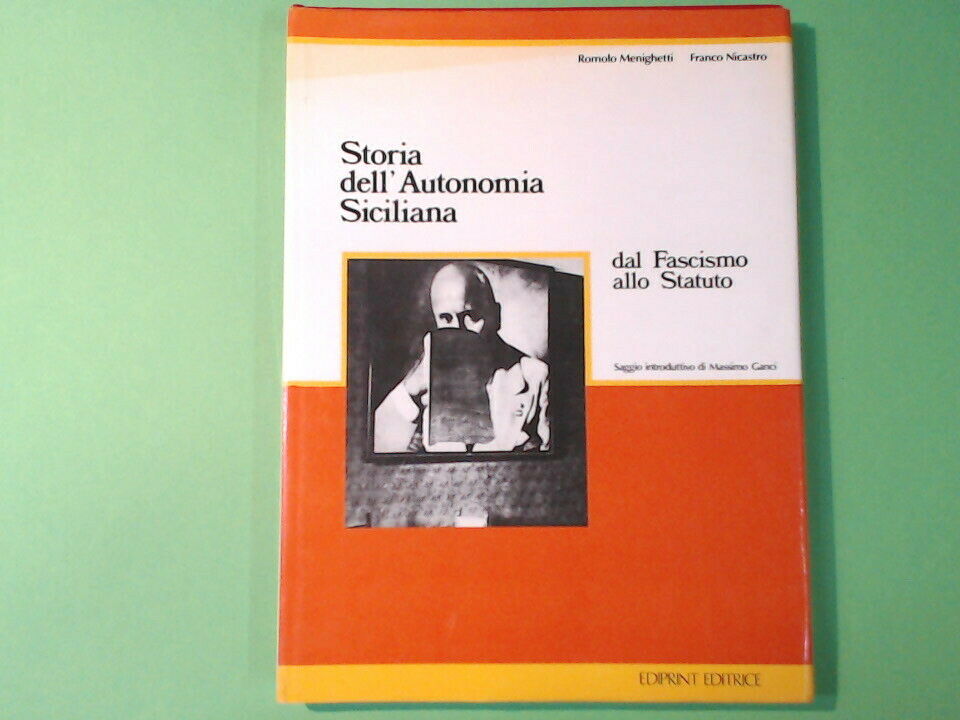 Romolo Menighetti Franco Nicastro
Storia
dell'Autonomia
Siciliana
dal Fascismo
allo Statuto
Saggio introduttivo di Massimo Ganci
EDIPRINT EDITRICE